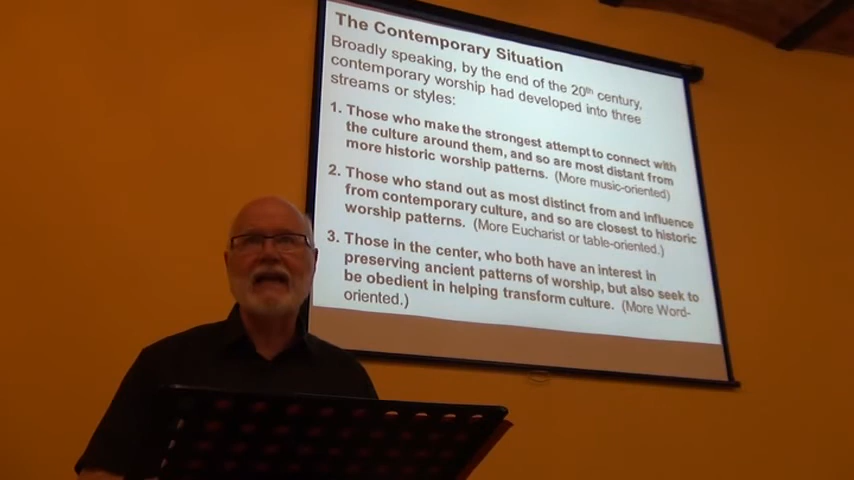 The Contemporary Situation
Broadly speaking, by the end of the 20th century,
contemporary worship had developed into three
streams or styles:
1. Those who make the strongest attempt to connect with
the culture around them, and so are most distant from
more historic worship patterns. (More music-oriented)
2. Those who stand out as most distinct from and influence
from contemporary culture, and so are closest to historic
worship patterns. (More Eucharist or table-oriented.)
3. Those in the center, who both have an interest in
preserving ancient patterns of worship, but also seek to
be obedient in helping transform culture. (More Word-
oriented.)